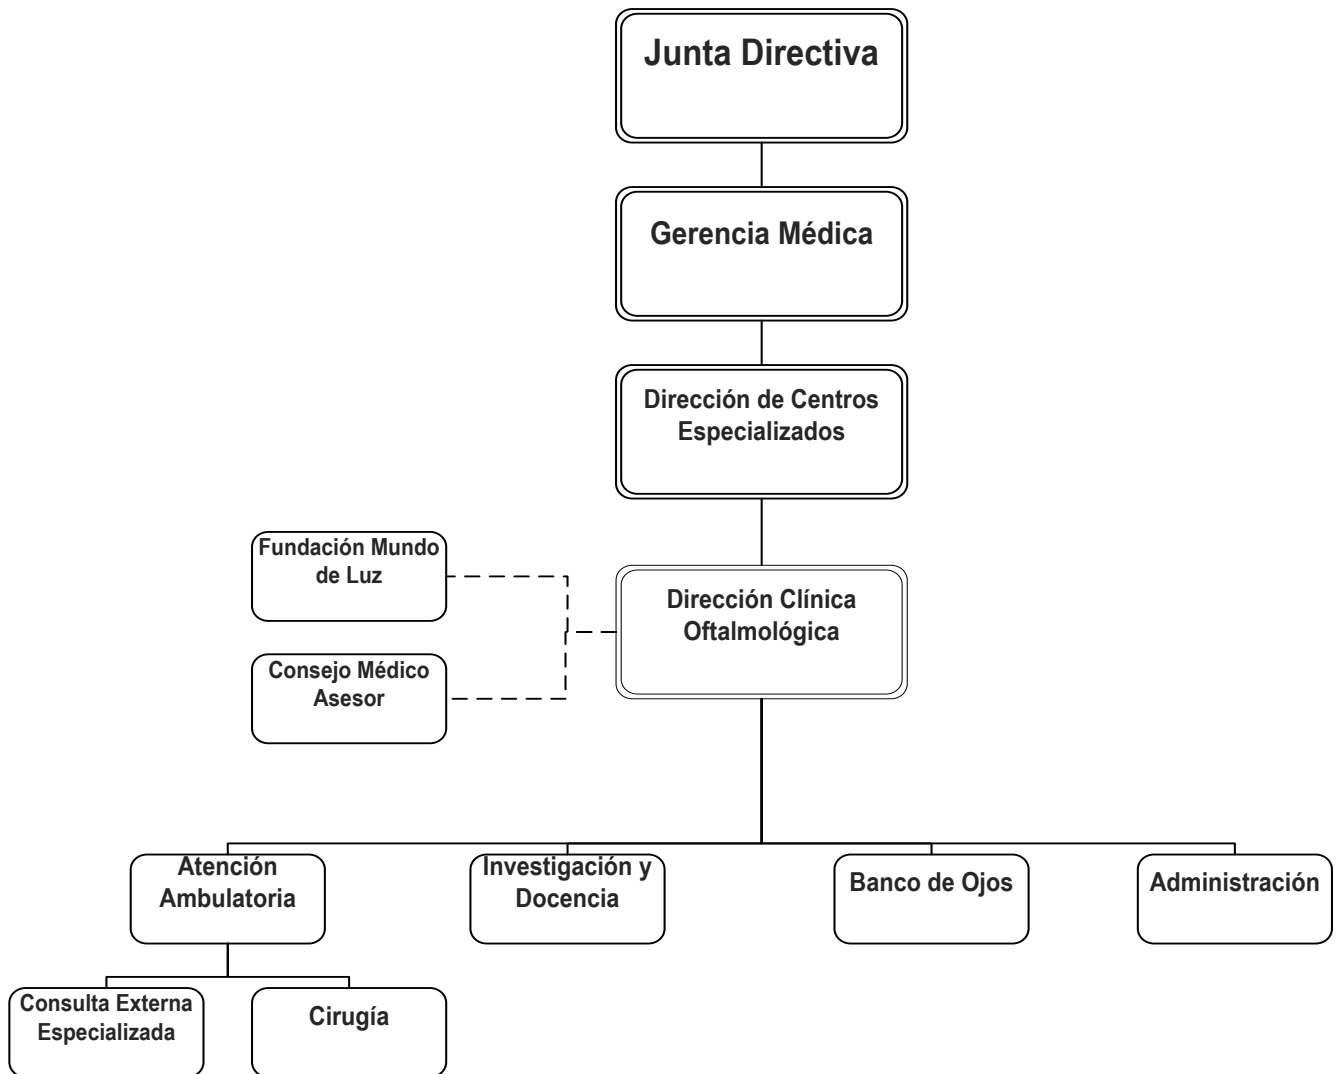 Junta Directiva
Gerencia Médica
Dirección de Centros
Especializados
Fundación Mundo
de Luz
Dirección Clínica
Oftalmológica
Consejo Médico
Asesor
Atención
Ambulatoria
Investigación y
Docencia
Banco de Ojos
Administración
Consulta Externa
Especializada
Cirugía